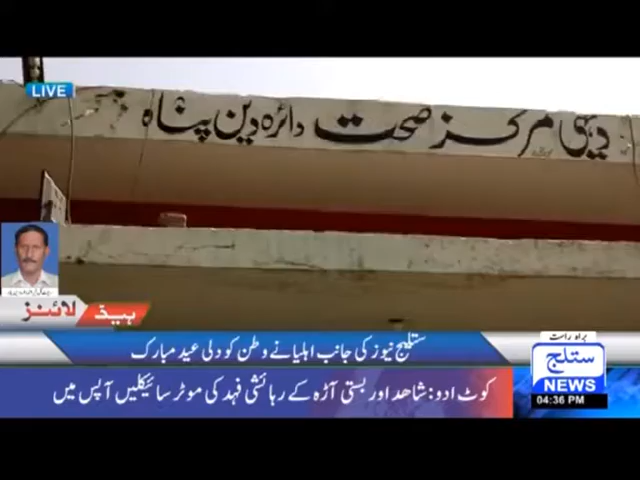 LIVE
دیہی مرکز صحت دائرہ دین پناہ
ہیڈ لائنز
ستلج نیوز کی جانب اہلیانے وطن کو دلی عید مبارک
کوٹ ادو: شاھد اور بستی آڑہ کے رہائشی فہد کی موٹر سائیکلیں آپس میں
براہ راست
ستلج
NEWS
04:36 PM